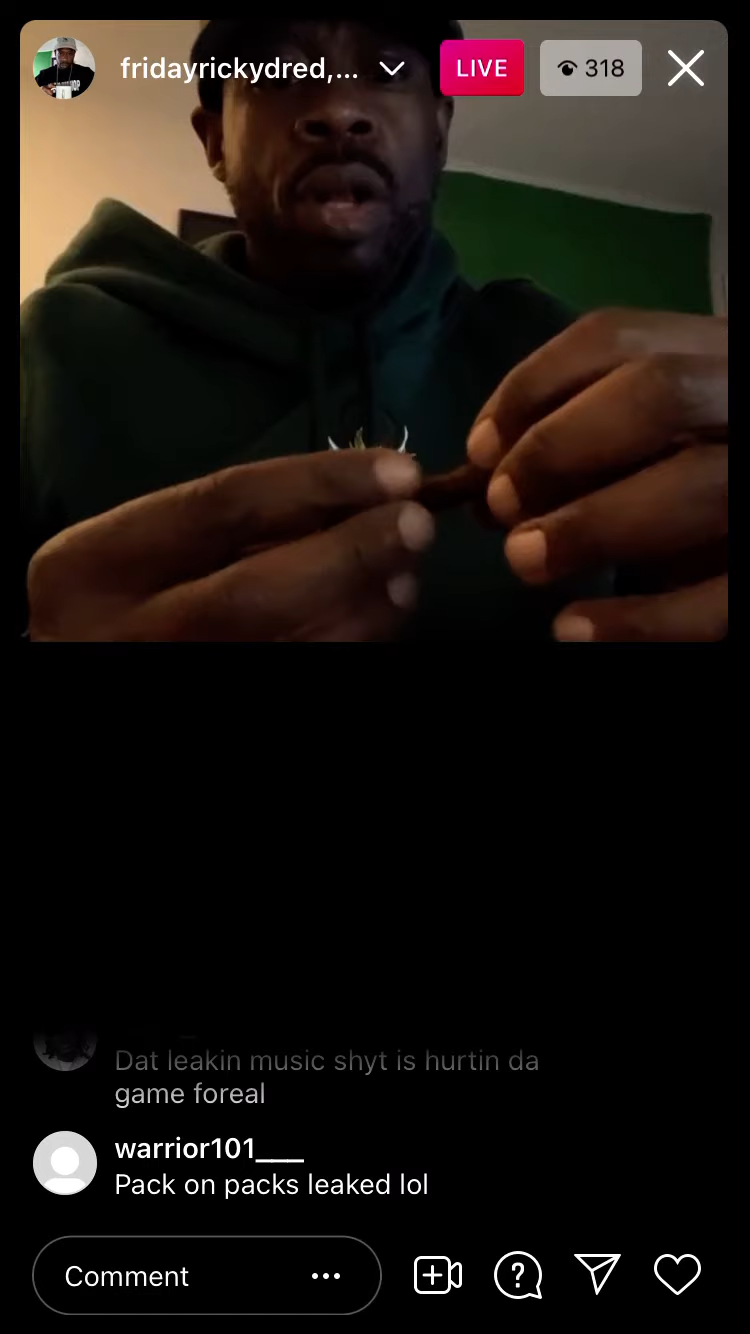 fridayrickydred,...
LIVE
318
Dat leakin music shyt is hurtin da
game foreal
warrior101___
Pack on packs leaked lol
Comment